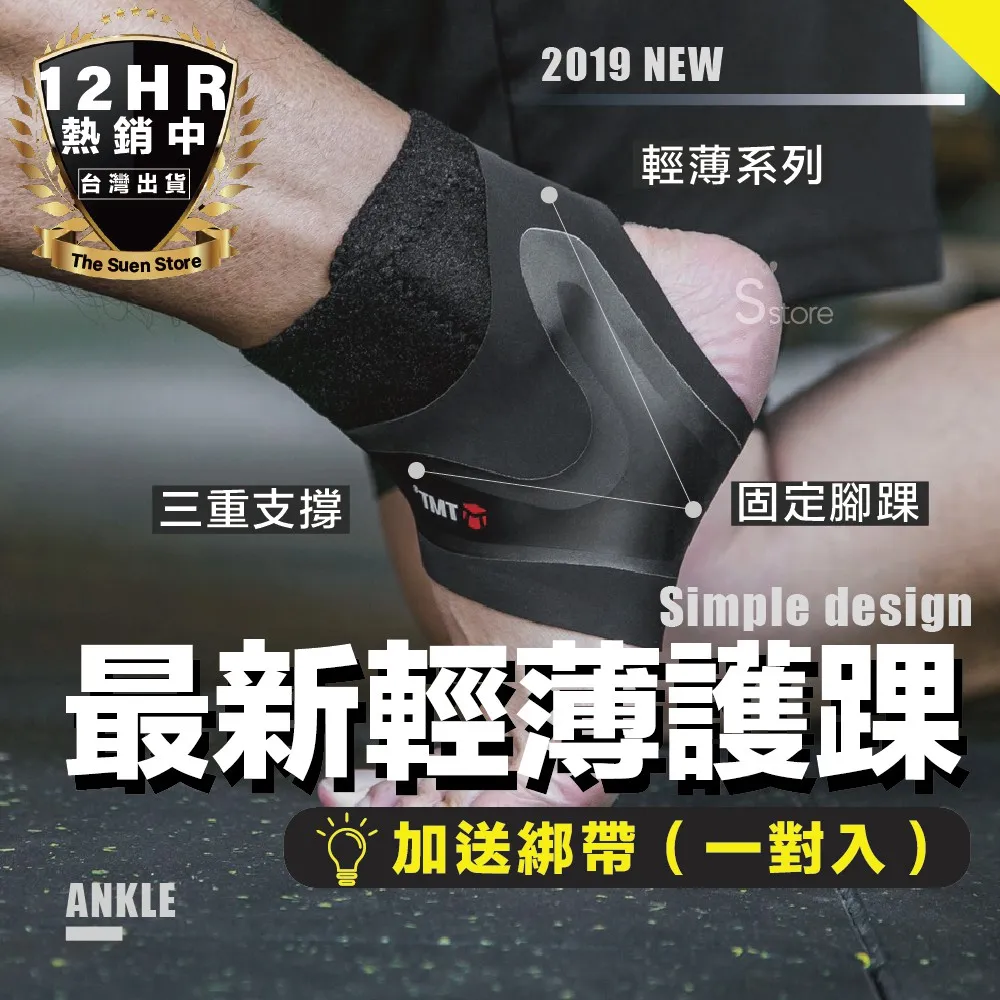 12HR
熱銷中
台灣出貨
The Suen Store
2019 NEW
輕薄系列
S'store
三重支撐
固定腳踝
TMT
Simple design
最新輕薄護踝
加送綁帶（一對入）
ANKLE